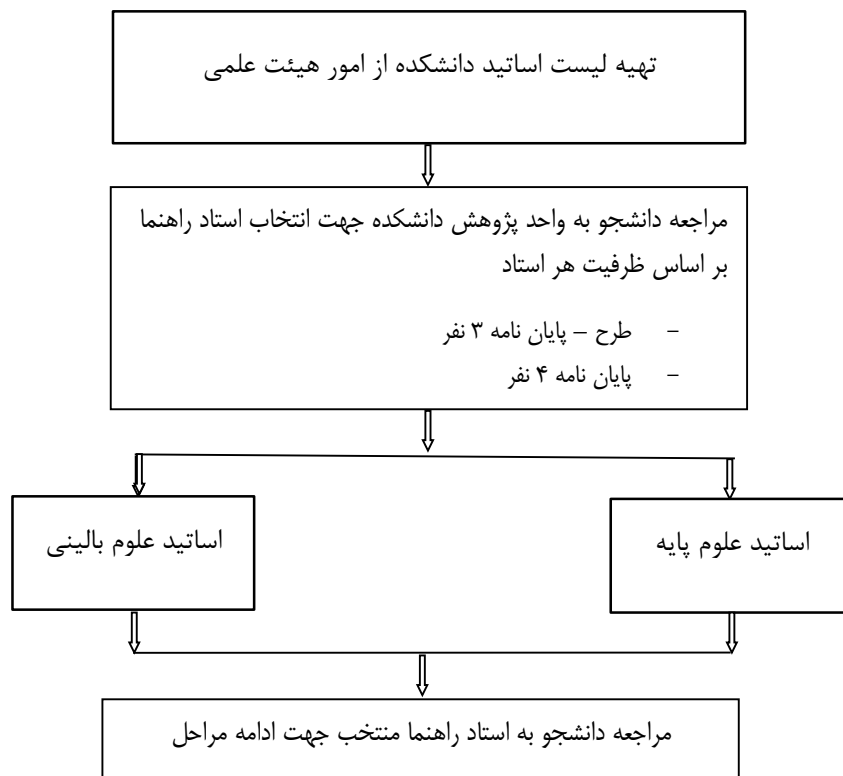 تهیه لیست اساتید دانشکده از امور هیئت علمی
مراجعه دانشجو به واحد پژوهش دانشکده جهت انتخاب استاد راهنما
بر اساس ظرفیت هر استاد
- طرح – پایان نامه ۳ نفر
- پایان نامه ۴ نفر
اساتید علوم پایه
اساتید علوم بالینی
مراجعه دانشجو به استاد راهنما منتخب جهت ادامه مراحل